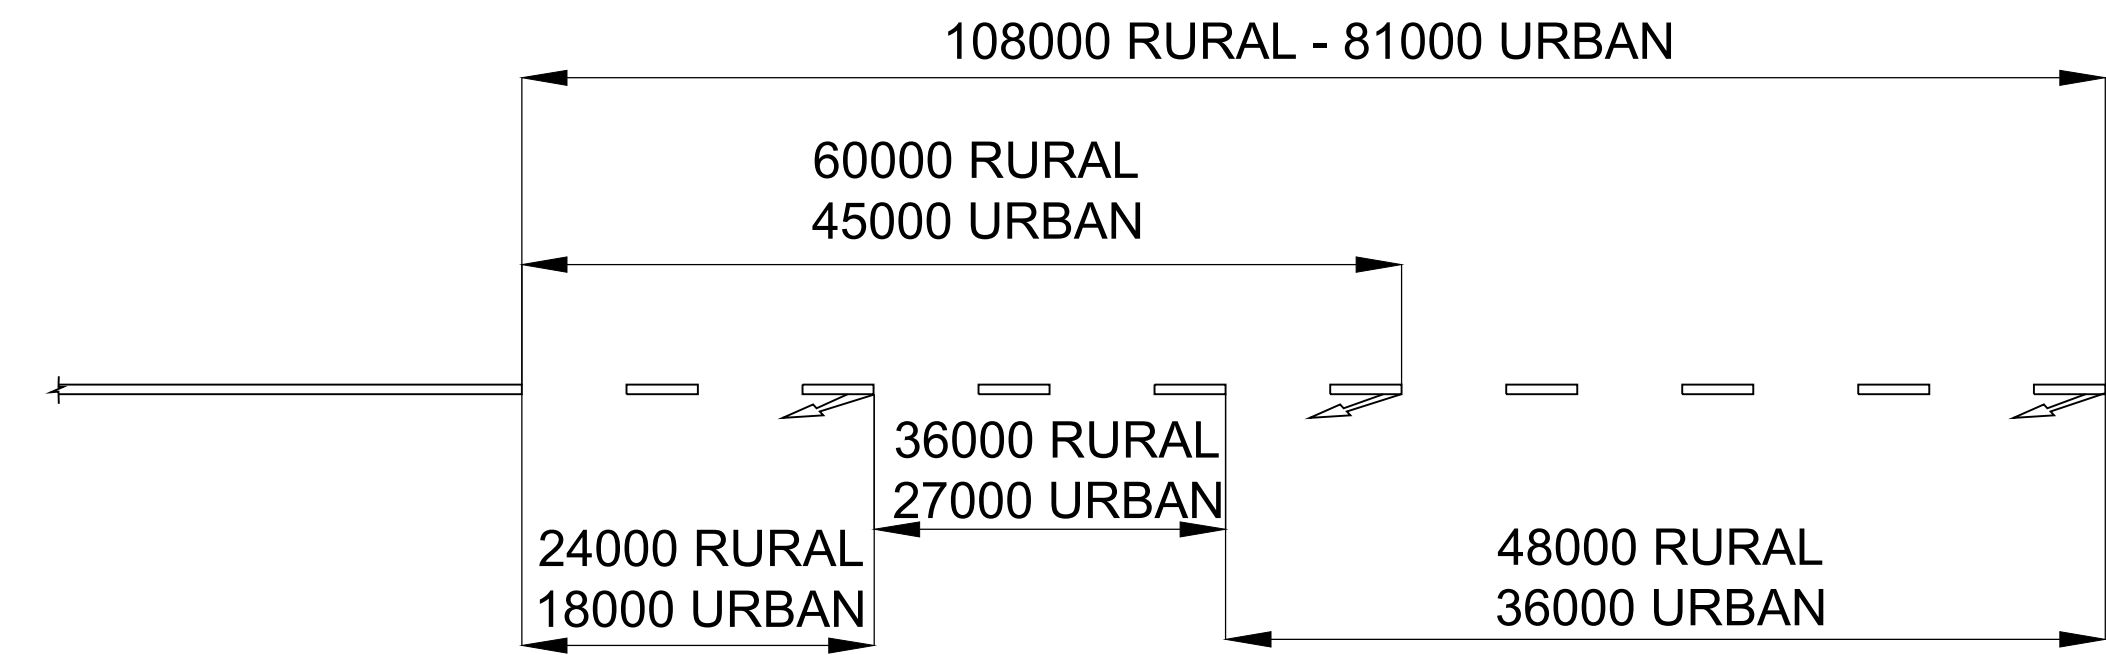 108000 RURAL - 81000 URBAN
60000 RURAL
45000 URBAN
36000 RURAL
27000 URBAN
24000 RURAL
18000 URBAN
48000 RURAL
36000 URBAN